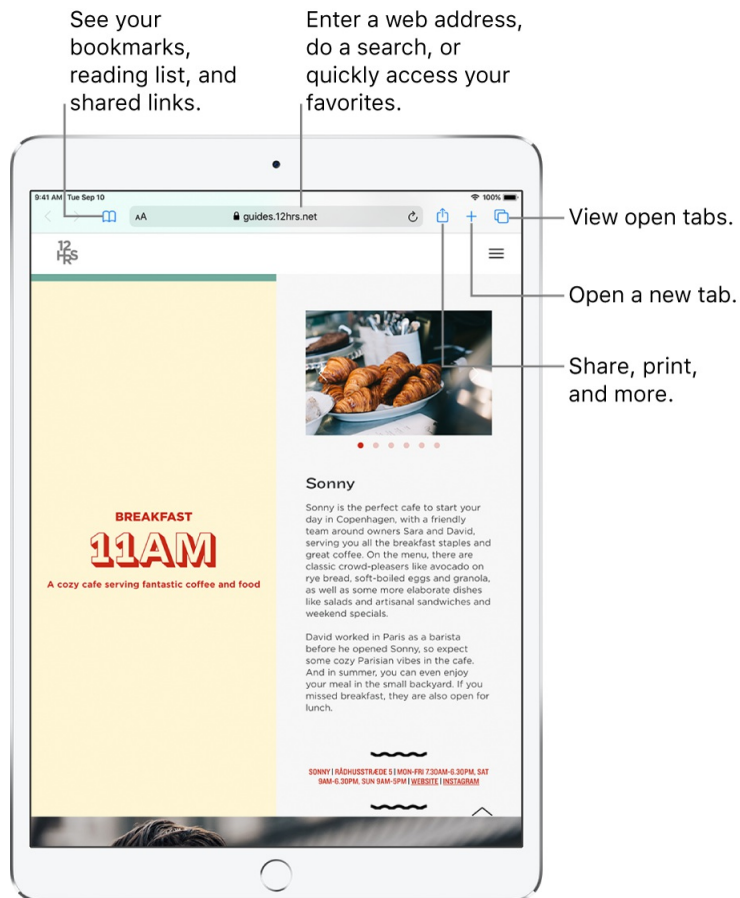 See your
bookmarks,
reading list, and
shared links.
Enter a web address,
do a search, or
quickly access your
favorites.
9:41 AM Tue Sep 10
100%
AA
guides.12hrs.net
View open tabs.
12
HRS
Open a new tab.
Share, print,
and more.
BREAKFAST
11AM
A cozy cafe serving fantastic coffee and food
Sonny
Sonny is the perfect cafe to start your
day in Copenhagen, with a friendly
team around owners Sara and David,
serving you all the breakfast staples and
great coffee. On the menu, there are
classic crowd-pleasers like avocado on
rye bread, soft-boiled eggs and granola,
as well as some more elaborate dishes
like salads and artisanal sandwiches and
weekend specials.
David worked in Paris as a barista
before he opened Sonny, so expect
some cozy Parisian vibes in the cafe.
And in summer, you can even enjoy
your meal in the small backyard. If you
missed breakfast, they are also open for
lunch.
SONNY | RÅDHUSSTRÆDE 5 | MON-FRI 7.30AM-6.30PM, SAT
9AM-6.30PM, SUN 9AM-5PM | WEBSITE | INSTAGRAM